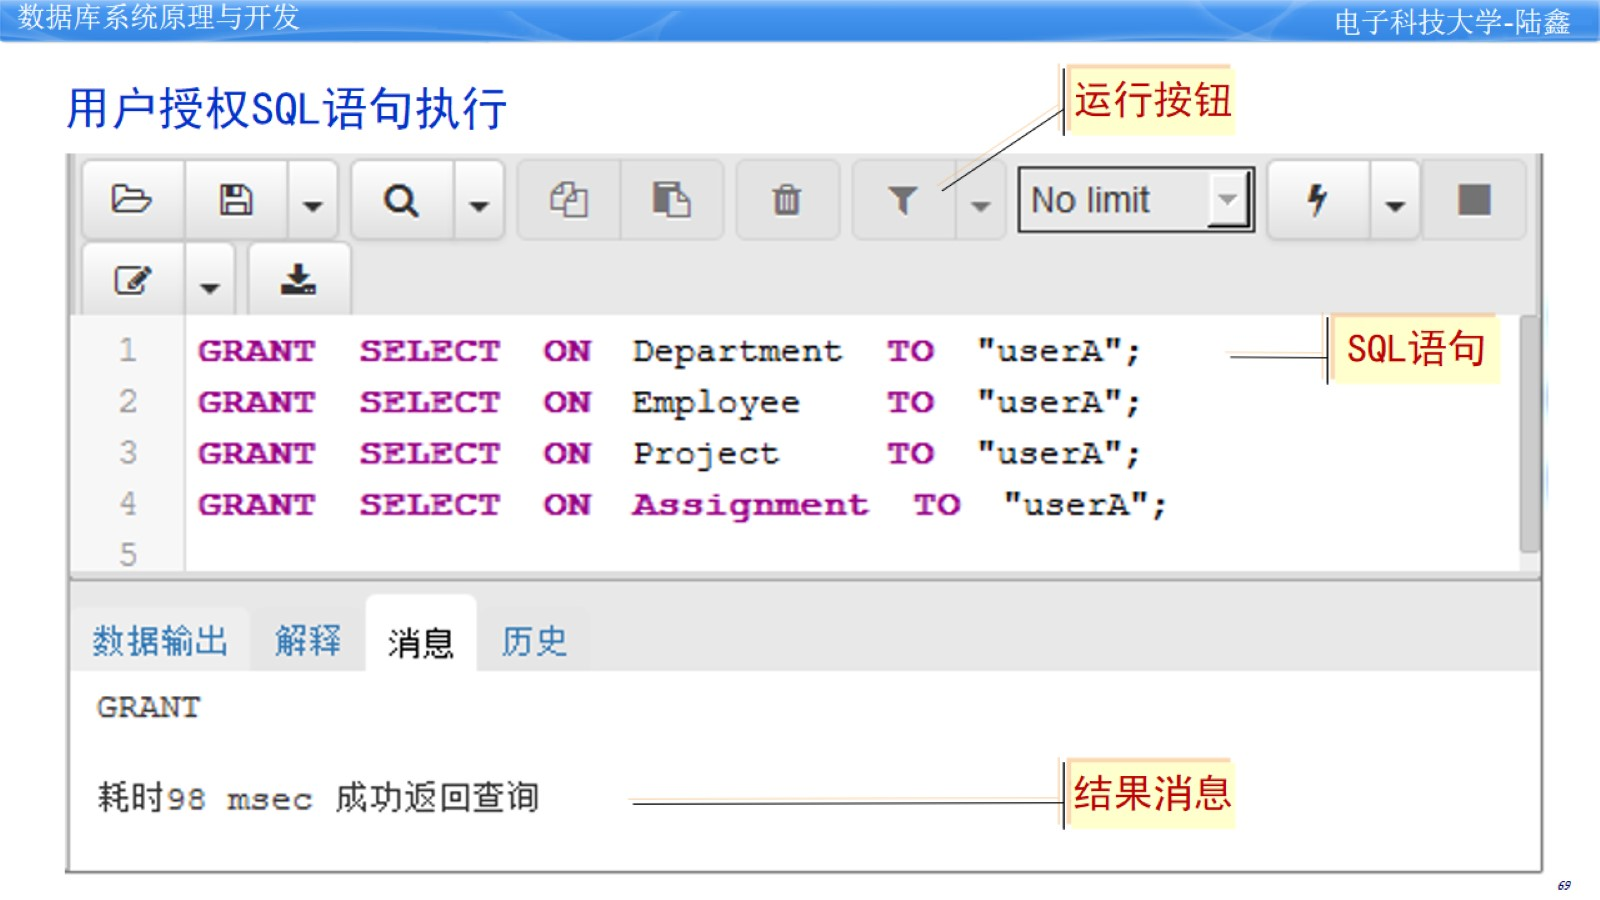 数据库系统原理与开发
电子科技大学-陆鑫
用户授权SQL语句执行
运行按钮
No limit
1 GRANT SELECT ON Department TO "userA";
SQL语句
2 GRANT SELECT ON Employee TO "userA";
3 GRANT SELECT ON Project TO "userA";
4 GRANT SELECT ON Assignment TO "userA";
5
数据输出 解释 消息 历史
GRANT
耗时98 msec 成功返回查询
结果消息
69